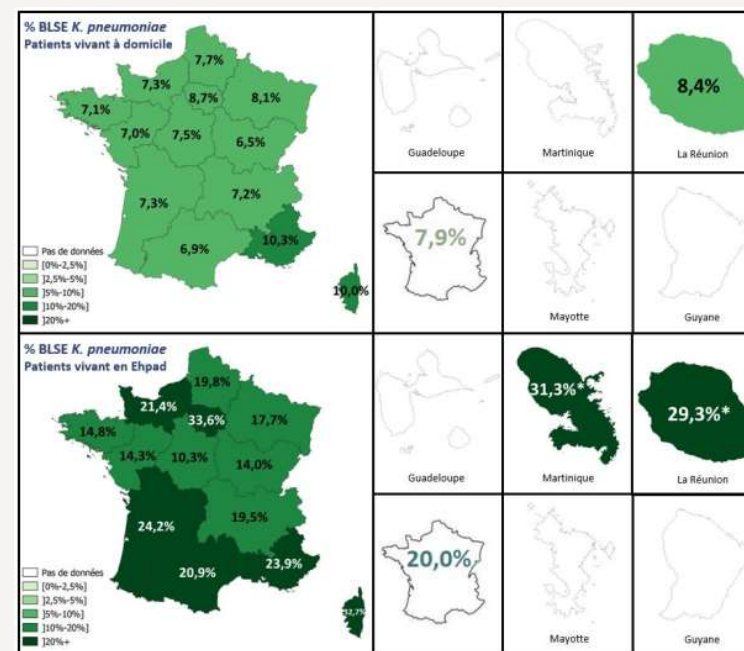 % BLSE K. pneumoniae
Patients vivant à domicile
7,7%
7,3%
8,7%
8,1%
7,1%
7,0%
7,5%
6,5%
7,3%
7,2%
6,9%
10,3%
10,0%
Pas de données
[0%-2,5%]
]2,5%-5%]
]5%-10%]
]10%-20%]
]20%+
Guadeloupe
Martinique
8,4%
La Réunion
7,9%
Mayotte
Guyane
% BLSE K. pneumoniae
Patients vivant en Ehpad
19,8%
21,4%
33,6%
17,7%
14,8%
14,3%
10,3%
14,0%
24,2%
19,5%
20,9%
23,9%
Pas de données
[0%-2,5%]
]2,5%-5%]
]5%-10%]
]10%-20%]
]20%+
Guadeloupe
31,3%*
Martinique
29,3%*
La Réunion
20,0%
Mayotte
Guyane